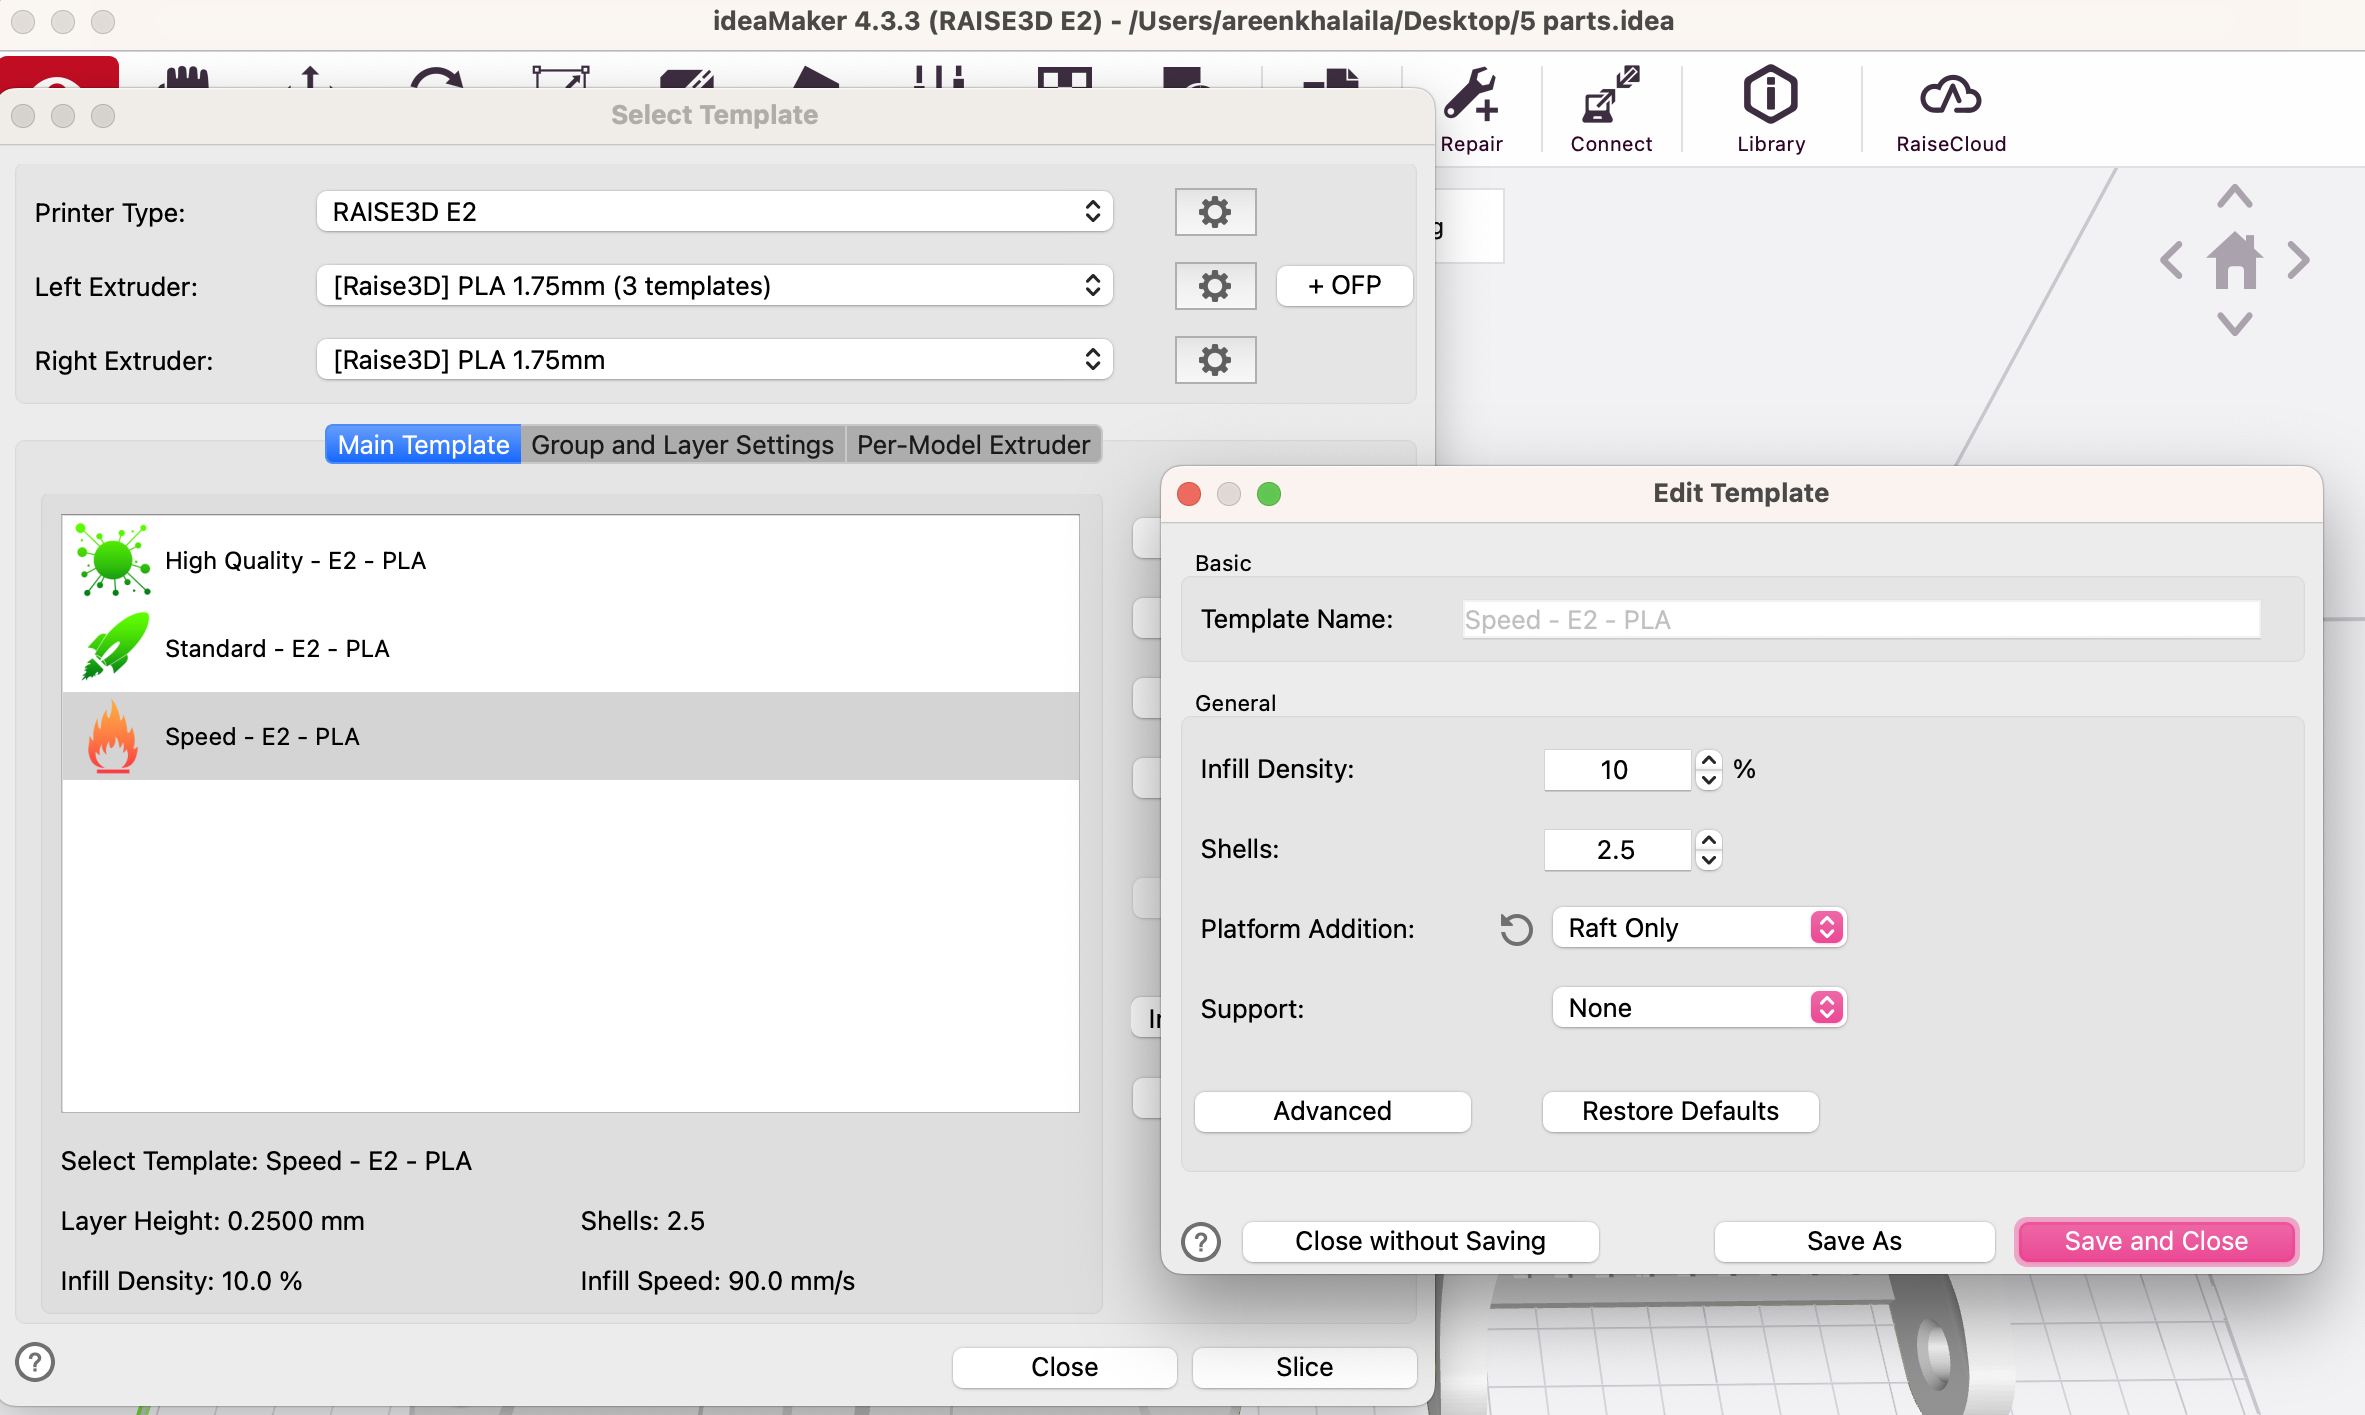 ideaMaker 4.3.3 (RAISE3D E2) - /Users/areenkhalaila/Desktop/5 parts.idea
Repair
Connect
Library
RaiseCloud
Select Template
Printer Type:
RAISE3D E2
Left Extruder:
[Raise3D] PLA 1.75mm (3 templates)
+ OFP
Right Extruder:
[Raise3D] PLA 1.75mm
Main Template
Group and Layer Settings
Per-Model Extruder
High Quality - E2 - PLA
Standard - E2 - PLA
Speed - E2 - PLA
Select Template: Speed - E2 - PLA
Layer Height: 0.2500 mm
Shells: 2.5
Infill Density: 10.0 %
Infill Speed: 90.0 mm/s
?
Close
Slice
Edit Template
Basic
Template Name:
Speed - E2 - PLA
General
Infill Density:
10
%
Shells:
2.5
Platform Addition:
Raft Only
Support:
None
Advanced
Restore Defaults
?
Close without Saving
Save As
Save and Close